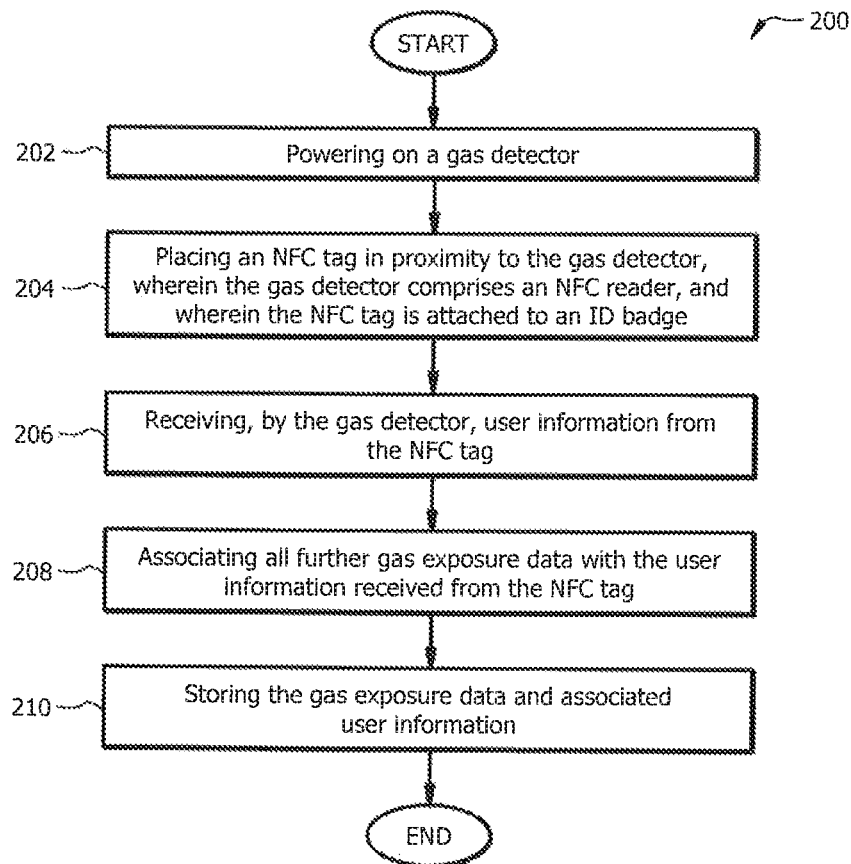 START
200
202
Powering on a gas detector
204
Placing an NFC tag in proximity to the gas detector,
wherein the gas detector comprises an NFC reader, and
wherein the NFC tag is attached to an ID badge
206
Receiving, by the gas detector, user information from
the NFC tag
208
Associating all further gas exposure data with the user
information received from the NFC tag
210
Storing the gas exposure data and associated
user information
END